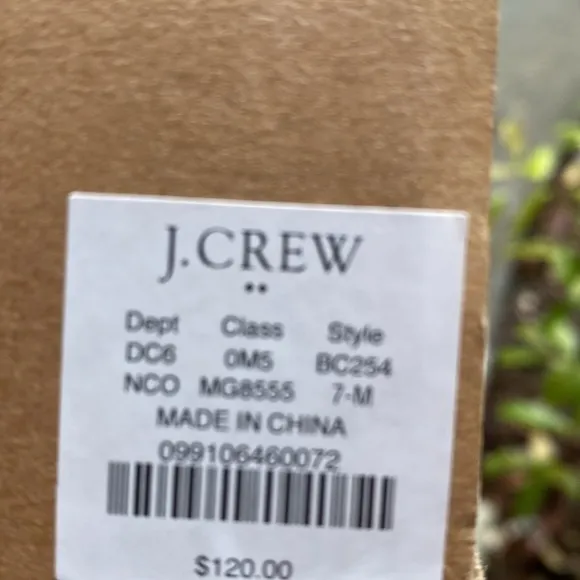 J.CREW
••
Dept Class Style
DC6 0M5 BC254
NCO MG8555 7-M
MADE IN CHINA
099106460072
$120.00